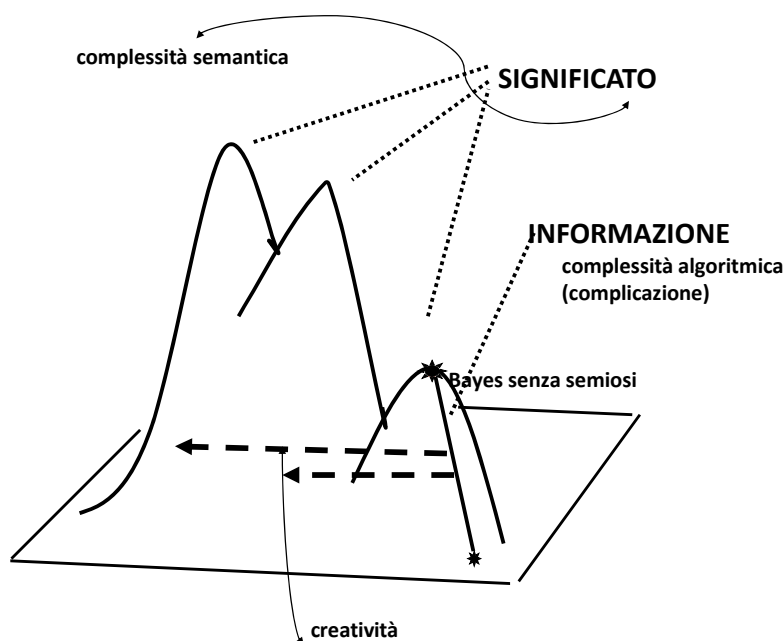 complessità semantica
SIGNIFICATO
INFORMAZIONE
complessità algoritmica
(complicazione)
Bayes senza semiosi
creatività